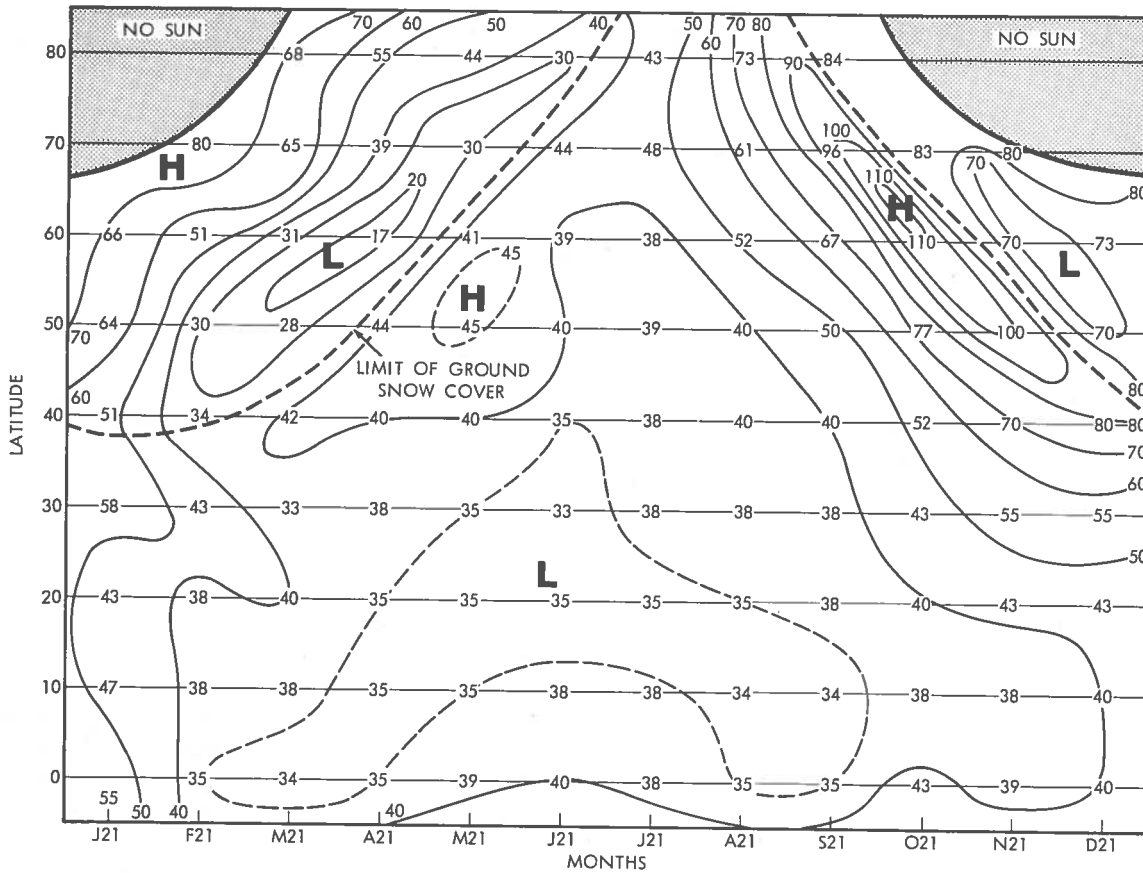 70 60 50 40 50 70 80
NO SUN NO SUN
60
80 68 55 44 30 43 73 84
90
100
70 80 65 39 30 44 48 61 96 83 80
H 70
20 110 80
H
60 66 51 31 17 41 39 38 52 67 110 70 73
L 45 L
H
50 64 30 28 44 45 40 39 40 50 77 100 70
70
LIMIT OF GROUND
SNOW COVER
60 80
40 51 34 42 40 40 35 38 40 40 52 70 80 80
70
LATITUDE
60
30 58 43 33 38 35 33 38 38 38 43 55 55
50
L
20 43 38 40 35 35 35 35 35 38 40 43 43
10 47 38 38 35 35 38 38 34 34 38 38 40
0 35 34 35 39 40 38 35 35 43 39 40
55 50 40 40
J21 F21 M21 A21 M21 J21 J21 A21 S21 O21 N21 D21
MONTHS